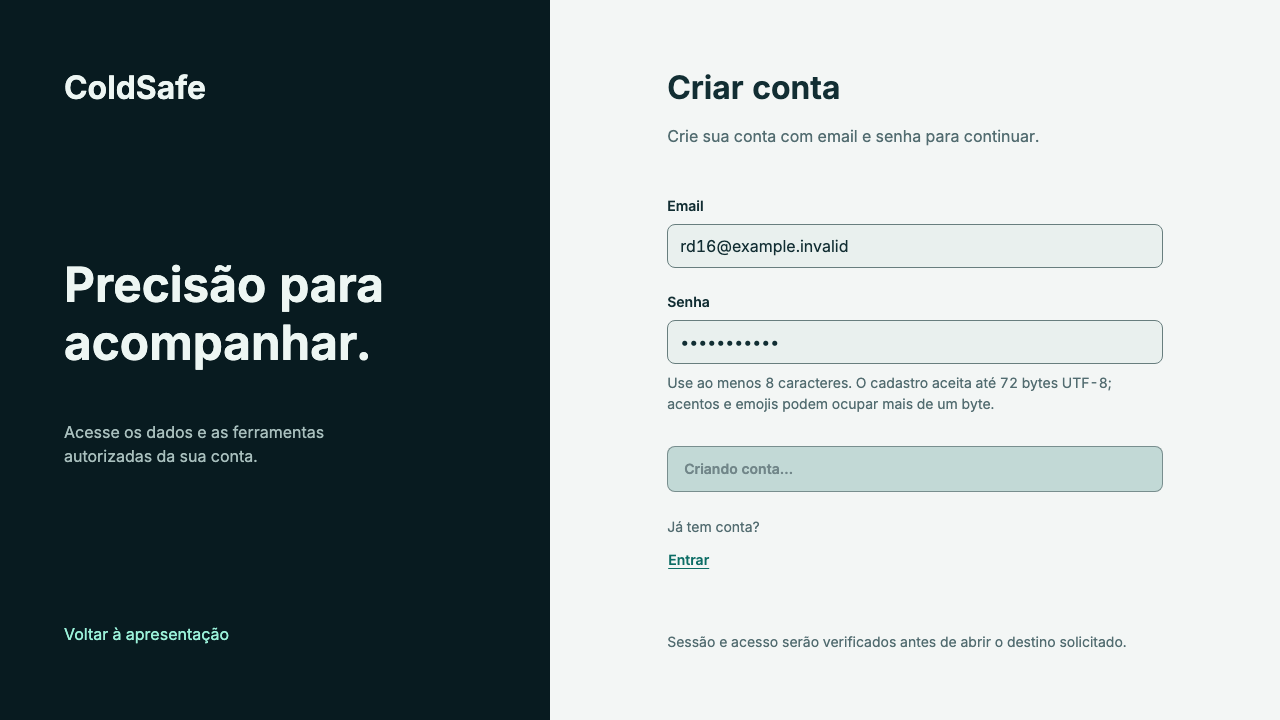 ColdSafe
Precisão para
acompanhar.
Acesse os dados e as ferramentas
autorizadas da sua conta.
Voltar à apresentação
Criar conta
Crie sua conta com email e senha para continuar.
Email
rd16@example.invalid
Senha
•••••••••••
Use ao menos 8 caracteres. O cadastro aceita até 72 bytes UTF-8;
acentos e emojis podem ocupar mais de um byte.
Criando conta...
Já tem conta?
Entrar
Sessão e acesso serão verificados antes de abrir o destino solicitado.